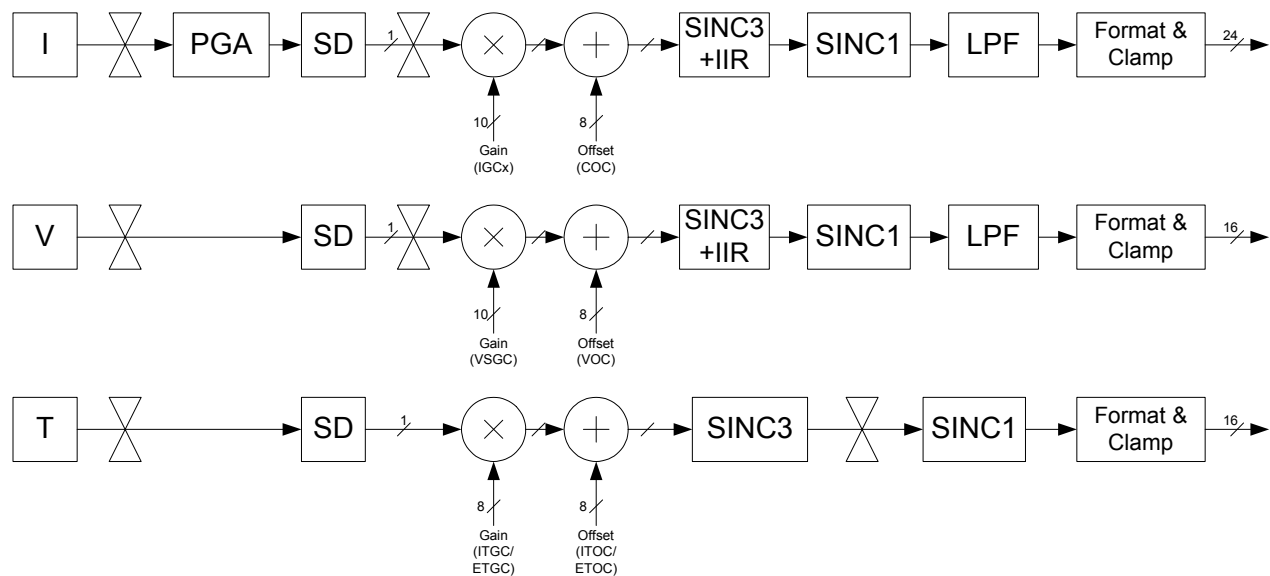 I
PGA
SD
1
×
+
SINC3
+IIR
SINC1
LPF
Format &
Clamp
24
10
Gain
(IGCx)
8
Offset
(COC)
V
SD
1
×
+
SINC3
+IIR
SINC1
LPF
Format &
Clamp
16
10
Gain
(VSGC)
8
Offset
(VOC)
T
SD
1
×
+
SINC3
SINC1
Format &
Clamp
16
8
Gain
(ITGC/
ETGC)
8
Offset
(ITOC/
ETOC)